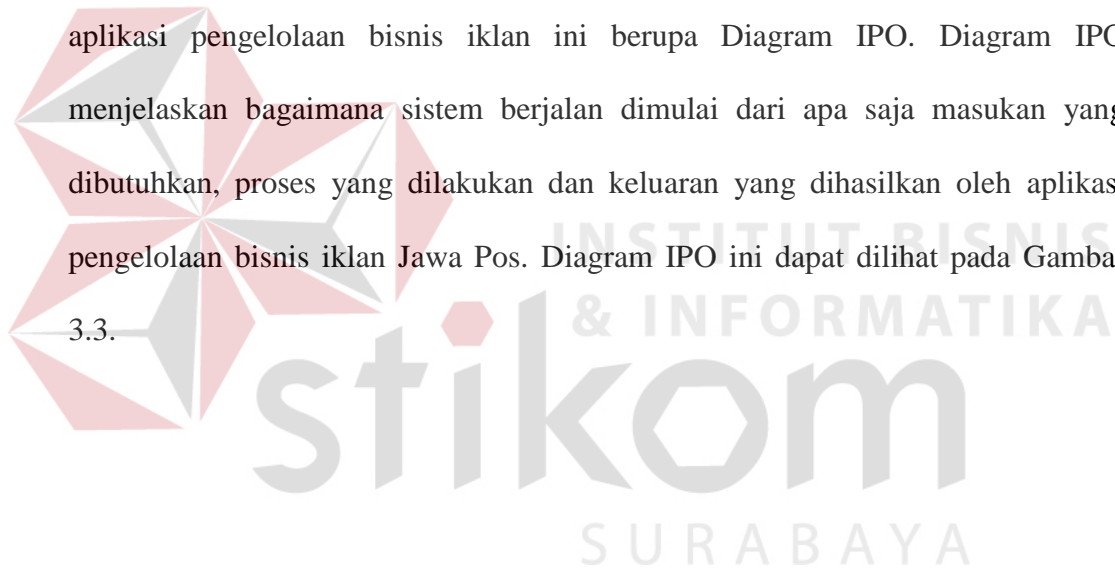 aplikasi pengelolaan bisnis iklan ini berupa Diagram IPO. Diagram IPO
menjelaskan bagaimana sistem berjalan dimulai dari apa saja masukan yang
dibutuhkan, proses yang dilakukan dan keluaran yang dihasilkan oleh aplikas
pengelolaan bisnis iklan Jawa Pos. Diagram IPO ini dapat dilihat pada Gamba
3.3.
INSTITUT BISNIS
& INFORMATIKA
stikom
SURABAYA